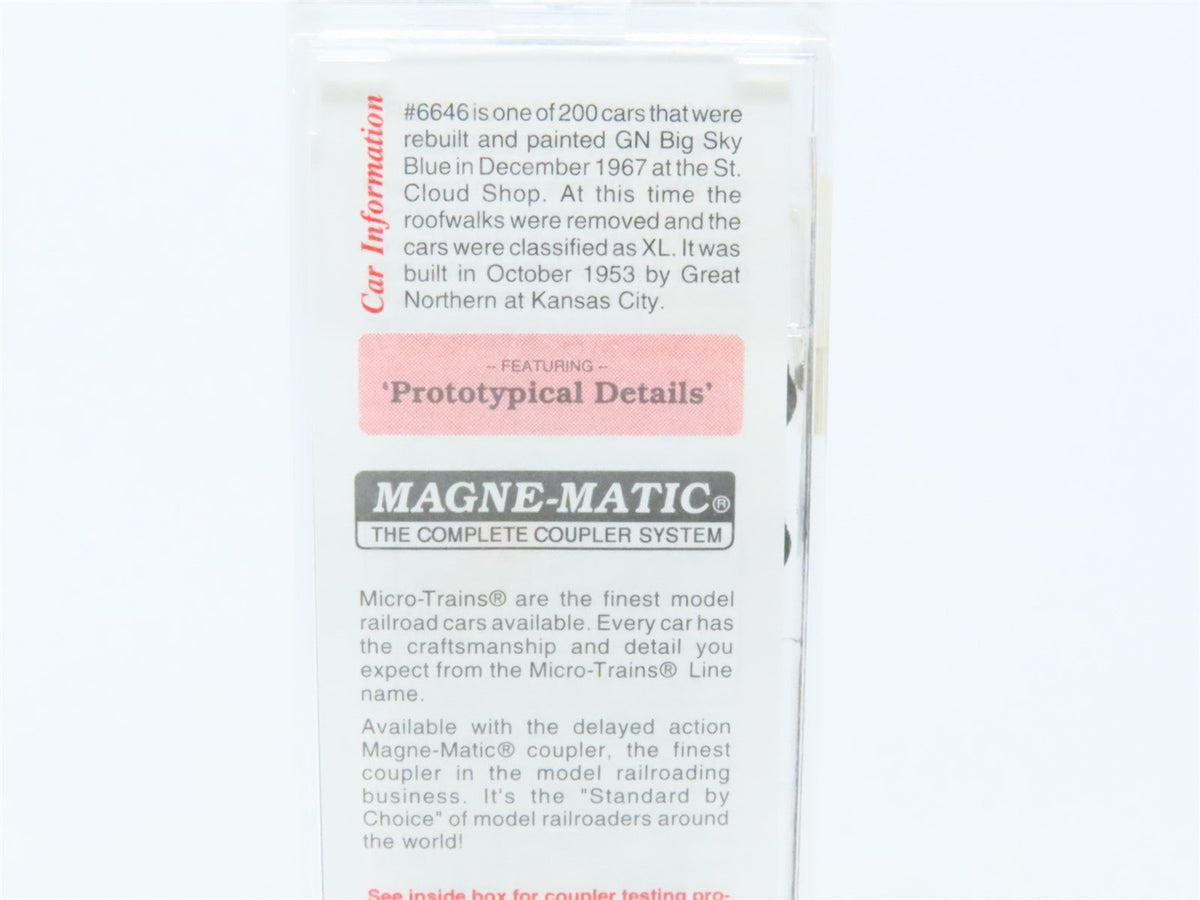 Car Information
#6646 is one of 200 cars that were
rebuilt and painted GN Big Sky
Blue in December 1967 at the St.
Cloud Shop. At this time the
roofwalks were removed and the
cars were classified as XL. It was
built in October 1953 by Great
Northern at Kansas City.
-- FEATURING --
'Prototypical Details'
MAGNE-MATIC®
THE COMPLETE COUPLER SYSTEM
Micro-Trains® are the finest model
railroad cars available. Every car has
the craftsmanship and detail you
expect from the Micro-Trains® Line
name.
Available with the delayed action
Magne-Matic® coupler, the finest
coupler in the model railroading
business. It's the "Standard by
Choice" of model railroaders around
the world!
See inside box for coupler testing pro-